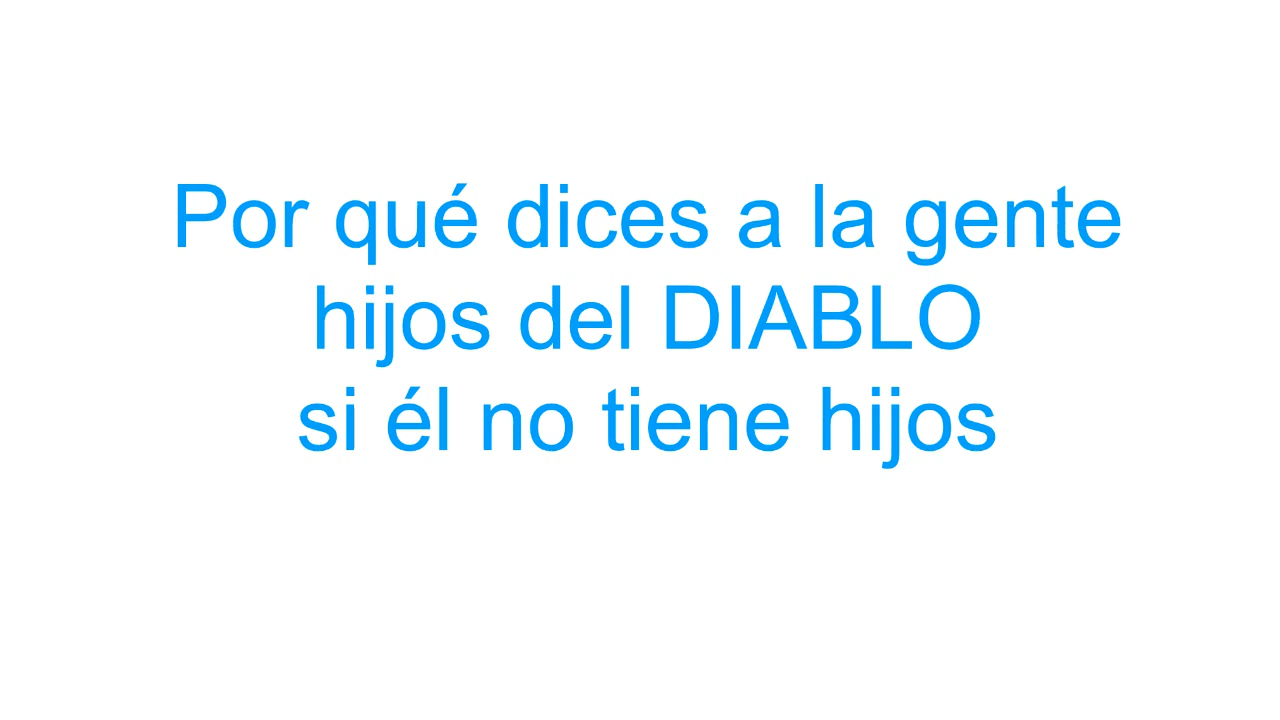 Por qué dices a la gente
hijos del DIABLO
si él no tiene hijos